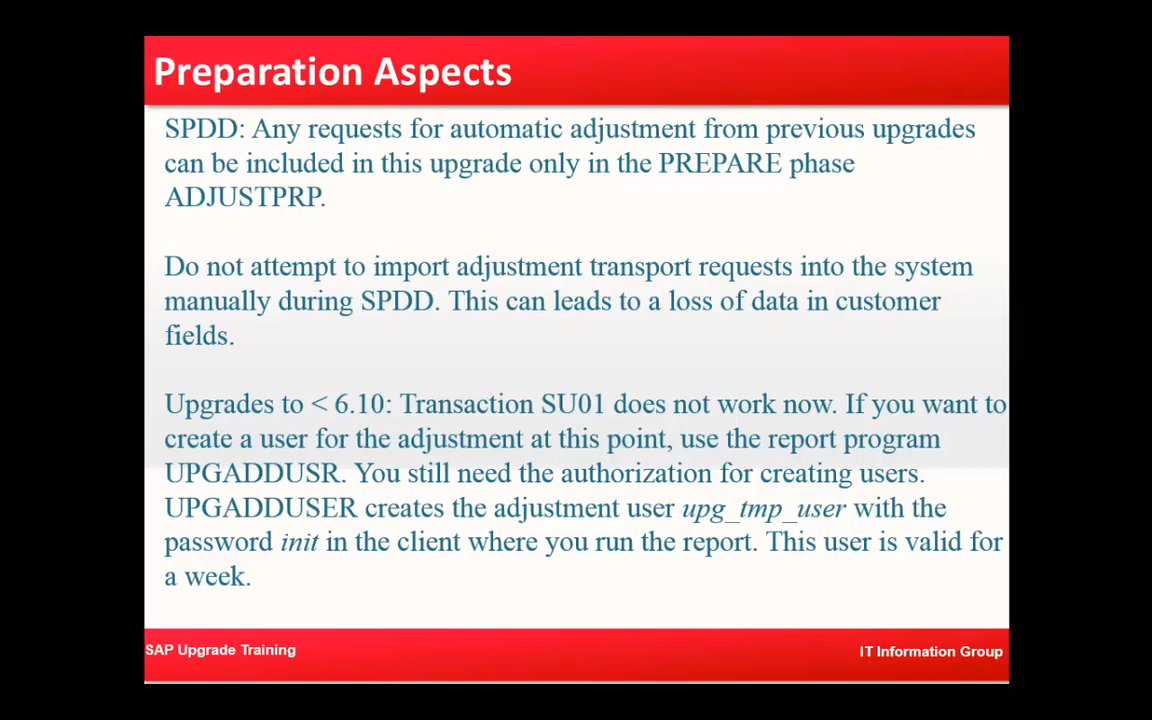 Preparation Aspects
SPDD: Any requests for automatic adjustment from previous upgrades
can be included in this upgrade only in the PREPARE phase
ADJUSTPRP.
Do not attempt to import adjustment transport requests into the system
manually during SPDD. This can leads to a loss of data in customer
fields.
Upgrades to < 6.10: Transaction SU01 does not work now. If you want to
create a user for the adjustment at this point, use the report program
UPGADDUSR. You still need the authorization for creating users.
UPGADDUSER creates the adjustment user upg_tmp_user with the
password init in the client where you run the report. This user is valid for
a week.
SAP Upgrade Training
IT Information Group